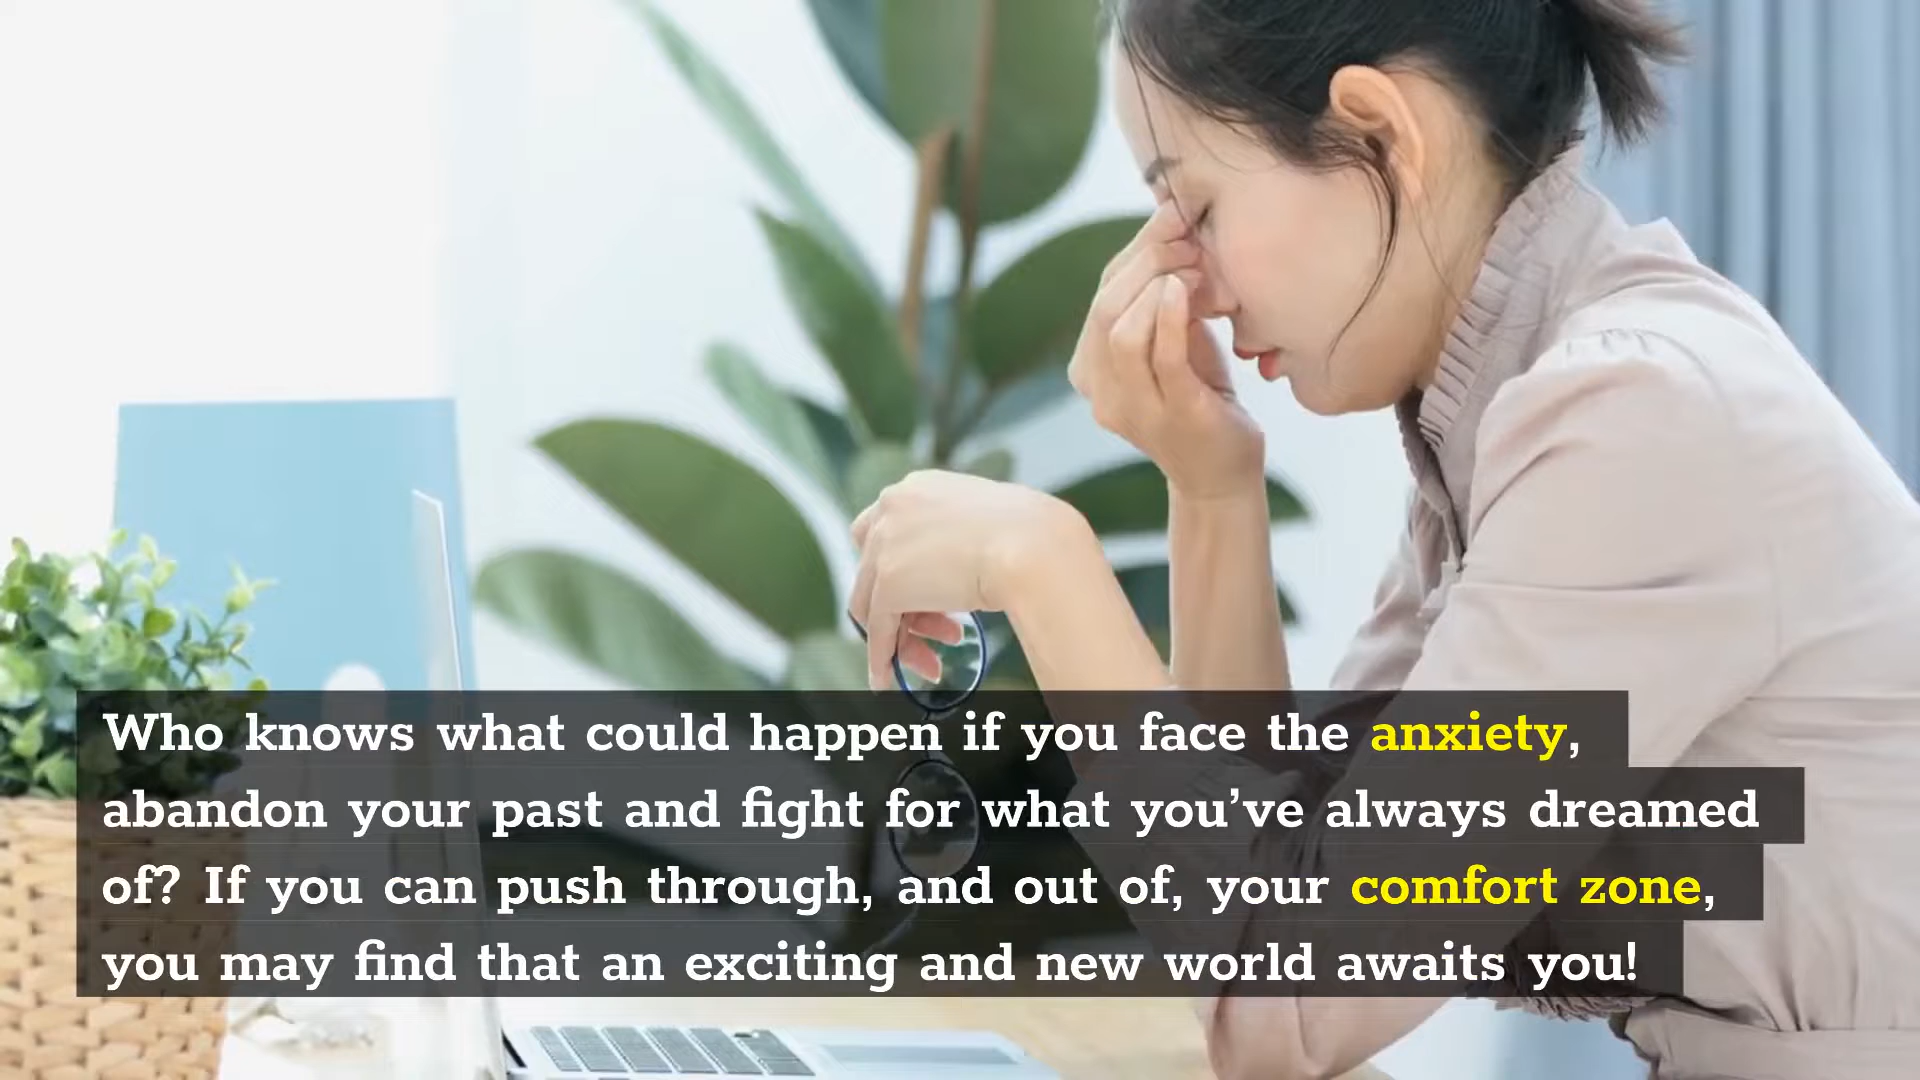 Who knows what could happen if you face the anxiety,
abandon your past and fight for what you’ve always dreamed
of? If you can push through, and out of, your comfort zone,
you may find that an exciting and new world awaits you!